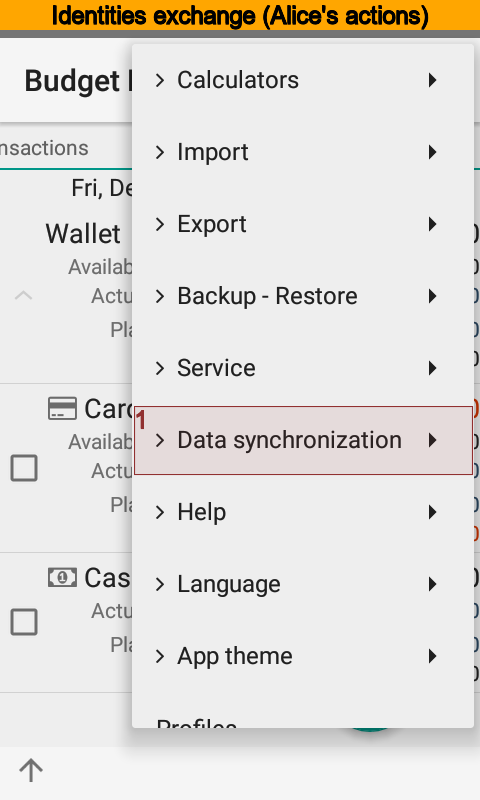 Identities exchange (Alice's actions)
Budget
Calculators
nsactions
Import
Fri, De
Export
Wallet
Availab
Backup - Restore
Actu
Pla
Service
1
Card
Data synchronization
Availab
Actu
Help
Pla
Language
Cas
Actu
App theme
Pla
Profiles